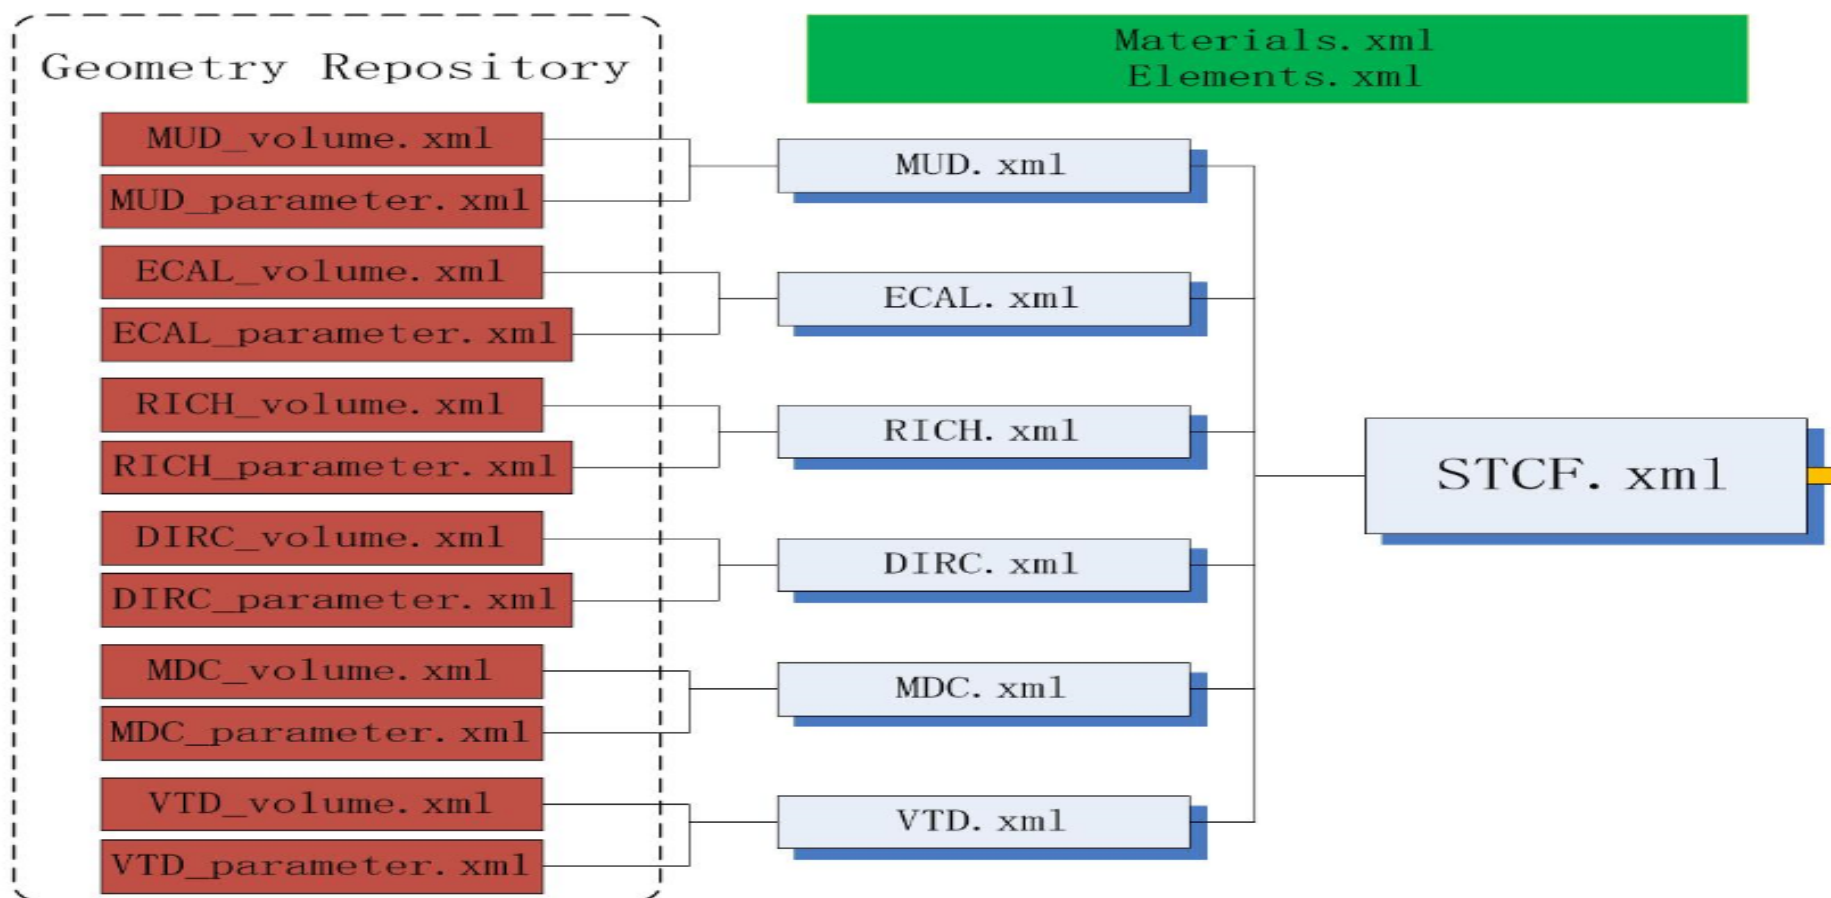 Geometry Repository
Materials.xml
Elements.xml
MUD_volume.xml
MUD_parameter.xml
MUD.xml
ECAL_volume.xml
ECAL_parameter.xml
ECAL.xml
RICH_volume.xml
RICH_parameter.xml
RICH.xml
STCF.xml
DIRC_volume.xml
DIRC_parameter.xml
DIRC.xml
MDC_volume.xml
MDC_parameter.xml
MDC.xml
VTD_volume.xml
VTD_parameter.xml
VTD.xml